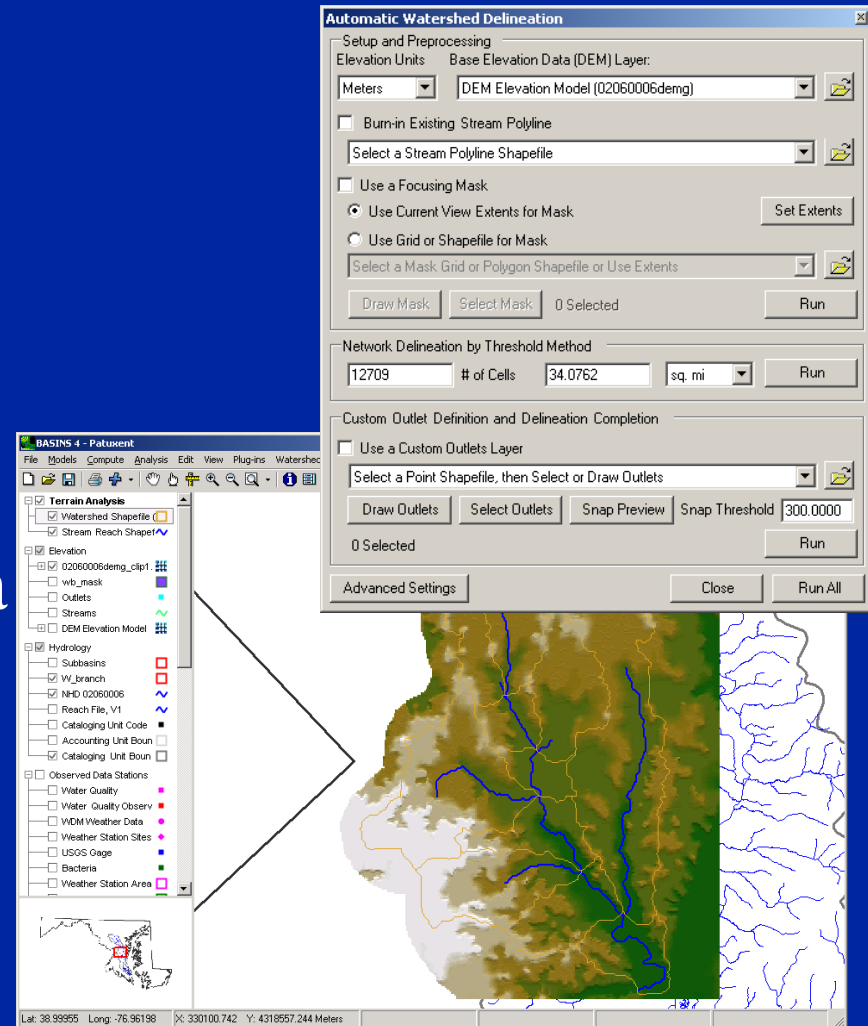 Automatic Watershed Delineation
Setup and Preprocessing
Elevation Units Base Elevation Data (DEM) Layer:
Meters DEM Elevation Model (02060006demg)
Burn-in Existing Stream Polyline
Select a Stream Polyline Shapefile
Use a Focusing Mask
Use Current View Extents for Mask Set Extents
Use Grid or Shapefile for Mask
Select a Mask Grid or Polygon Shapefile or Use Extents
Draw Mask Select Mask 0 Selected Run
Network Delineation by Threshold Method
12709 # of Cells 34.0762 sq. mi Run
Custom Outlet Definition and Delineation Completion
Use a Custom Outlets Layer
Select a Point Shapefile, then Select or Draw Outlets
Draw Outlets Select Outlets Snap Preview Snap Threshold 300.0000
0 Selected Run
Advanced Settings Close Run All
a
BASINS 4 - Patuxent
File Models Compute Analysis Edit View Plug-ins Watershed
Terrain Analysis
Watershed Shapefile (
Stream Reach Shapef
Elevation
02060006demg_clip1.
wb_mask
Outlets
Streams
DEM Elevation Model
Hydrology
Subbasins
W_branch
NHD 02060006
Reach File, V1
Cataloging Unit Code
Accounting Unit Boun
Cataloging Unit Boun
Observed Data Stations
Water Quality
Water Quality Observ
WDM Weather Data
Weather Station Sites
USGS Gage
Bacteria
Weather Station Area
Lat: 38.99955 Long: -76.96198 X: 330100.742 Y: 4318557.244 Meters